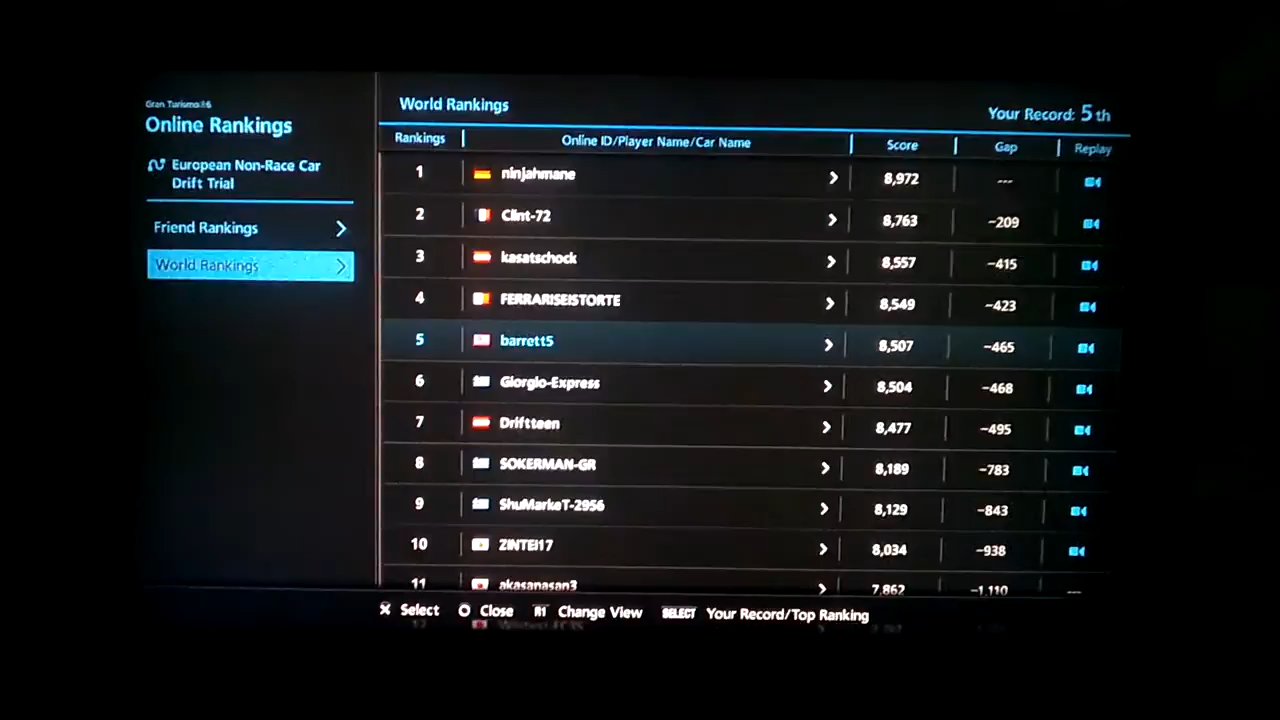 Gran Turismo®6
Online Rankings
European Non-Race Car
Drift Trial
Friend Rankings
World Rankings
World Rankings
Your Record: 5 th
Rankings Online ID/Player Name/Car Name Score Gap Replay
1 ninjahmane 8,972 ---
2 Clint-72 8,763 −209
3 kasatschock 8,557 −415
4 FERRARISEISTORTE 8,549 −423
5 barrett5 8,507 −465
6 Giorgio-Express 8,504 −468
7 Driftteen 8,477 −495
8 SOKERMAN-GR 8,189 −783
9 ShuMarkeT-2956 8,129 −843
10 ZINTEI17 8,034 −938
11 akasanasan3 7,862 −1,110 ---
12
Select Close R1 Change View SELECT Your Record/Top Ranking